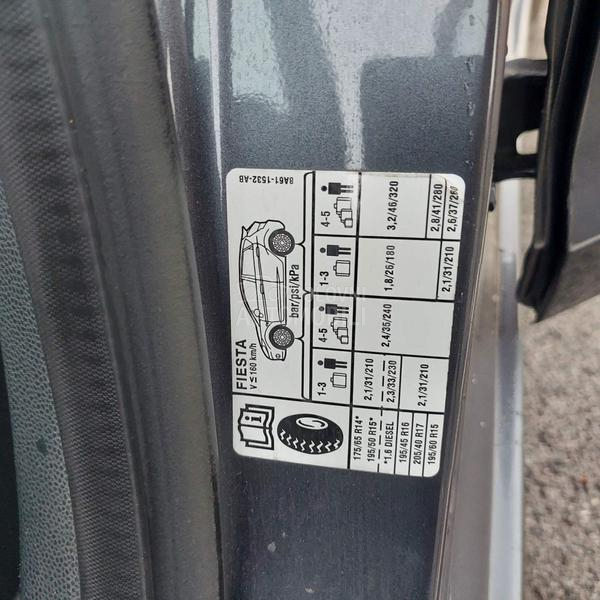 FIESTA 8A61-1532-AB
V ≤ 160 km/h
bar/psi/kPa
1-3 4-5 1-3 4-5
175/65 R14*
195/50 R15* 2,1/31/210
*1.6 DIESEL 2,3/33/230 2,4/35/240 1,8/26/180 3,2/46/320
195/45 R16
205/40 R17 2,1/31/210
195/60 R15 2,1/31/210 2,8/41/280
2,6/37/260